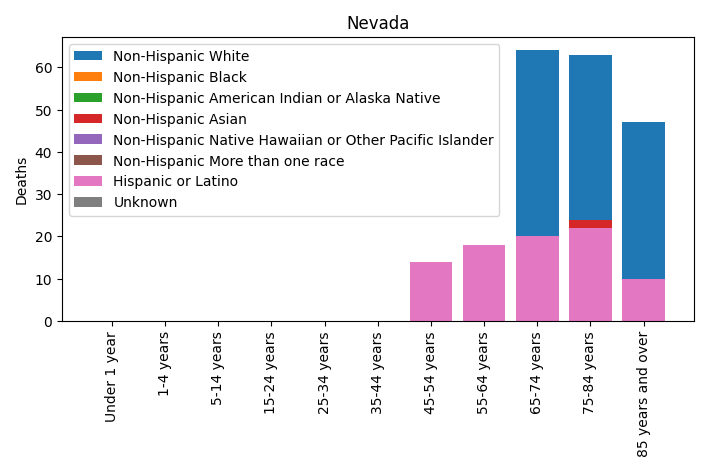 Nevada
Non-Hispanic White
Non-Hispanic Black
Non-Hispanic American Indian or Alaska Native
Non-Hispanic Asian
Non-Hispanic Native Hawaiian or Other Pacific Islander
Non-Hispanic More than one race
Hispanic or Latino
Unknown
Deaths
60
50
40
30
20
10
0
Under 1 year
1-4 years
5-14 years
15-24 years
25-34 years
35-44 years
45-54 years
55-64 years
65-74 years
75-84 years
85 years and over